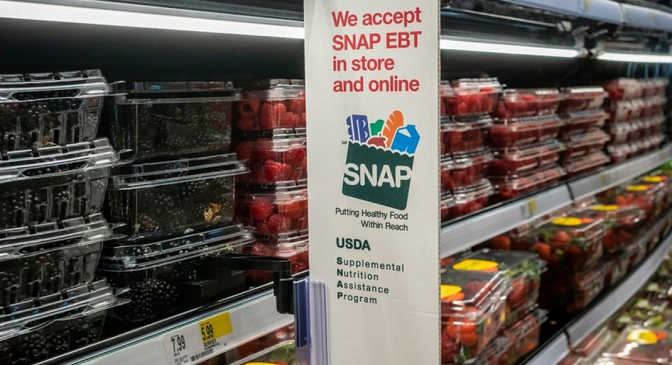 We accept
SNAP EBT
in store
and online
SNAP
Putting Healthy Food
Within Reach
USDA
Supplemental
Nutrition
Assistance
Program
7.99
5.99